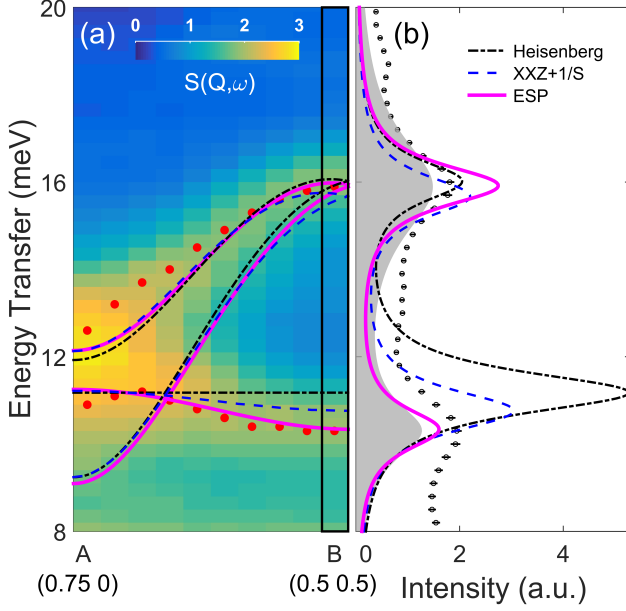 20
16
12
8
Energy Transfer (meV)
(a)
0 1 2 3
S(Q,ω)
A
B
(0.75 0)
(0.5 0.5)
(b)
Heisenberg
XXZ+1/S
ESP
0 2 4
Intensity (a.u.)